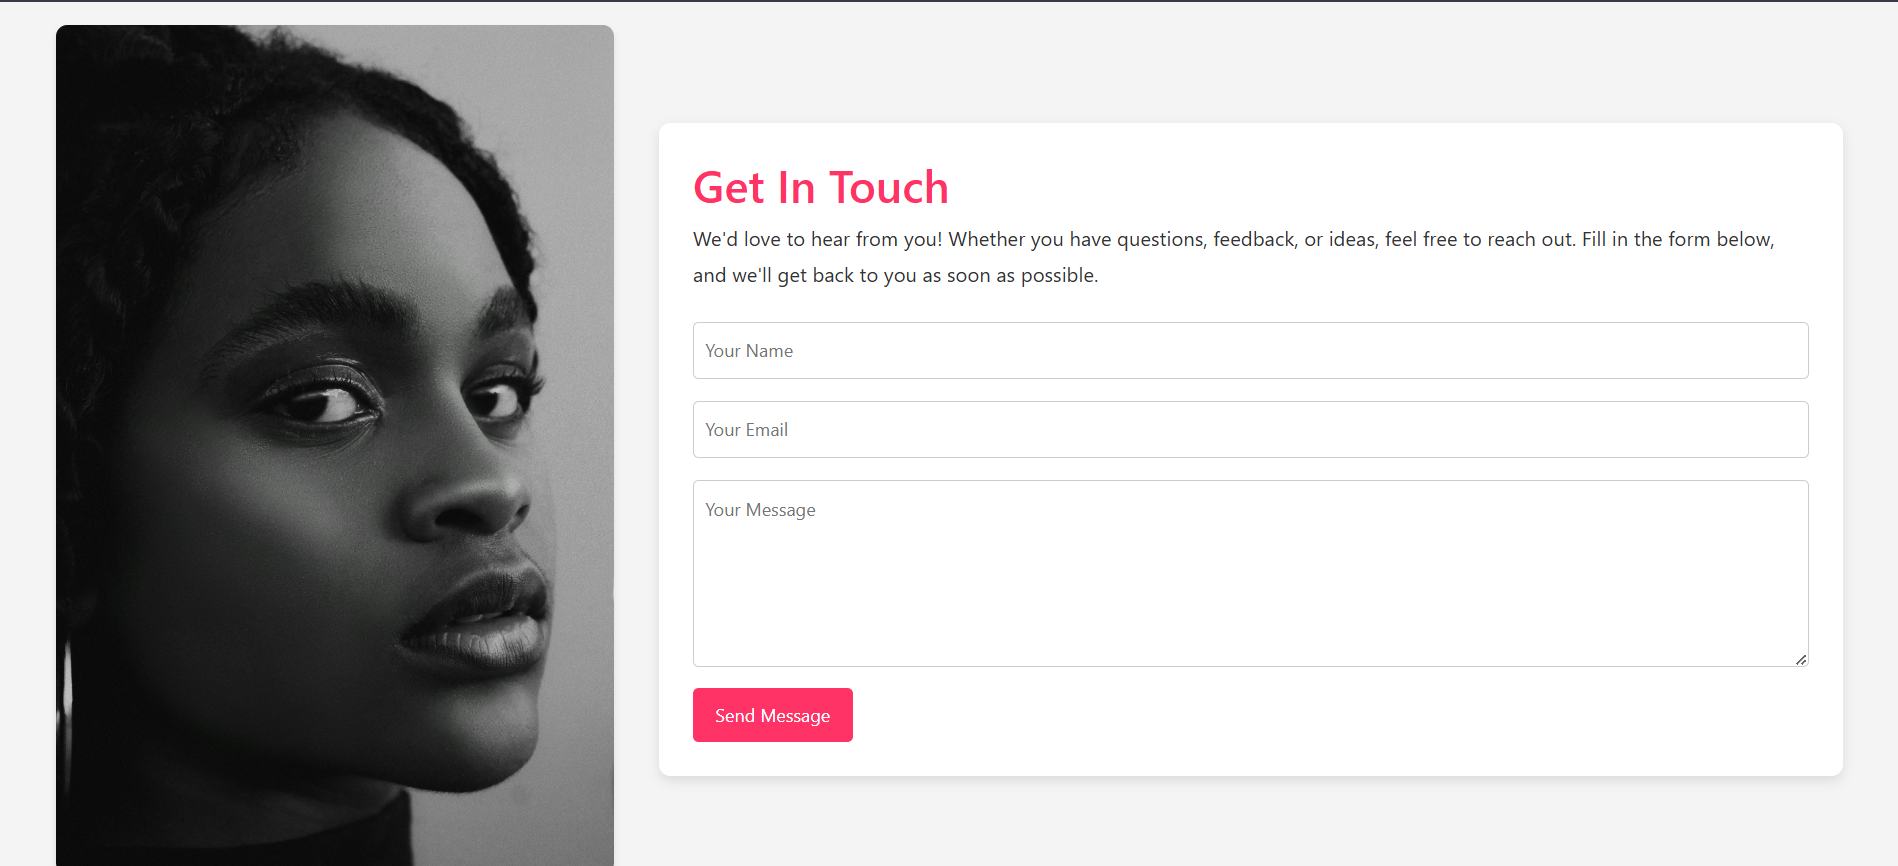 Get In Touch
We'd love to hear from you! Whether you have questions, feedback, or ideas, feel free to reach out. Fill in the form below,
and we'll get back to you as soon as possible.
Your Name
Your Email
Your Message
Send Message